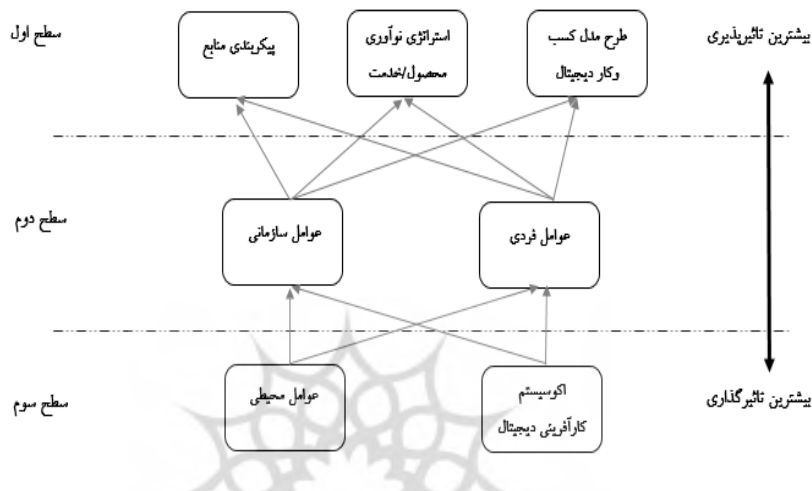 سطح اول
بیشترین تاثیرپذیری
طرح مدل کسب
وکار دیجیتال
استراتژی نوآوری
محصول/خدمت
پیکربندی منابع
سطح دوم
عوامل فردی
عوامل سازمانی
سطح سوم
بیشترین تاثیرگذاری
اکوسیستم
کارآفرینی دیجیتال
عوامل محیطی